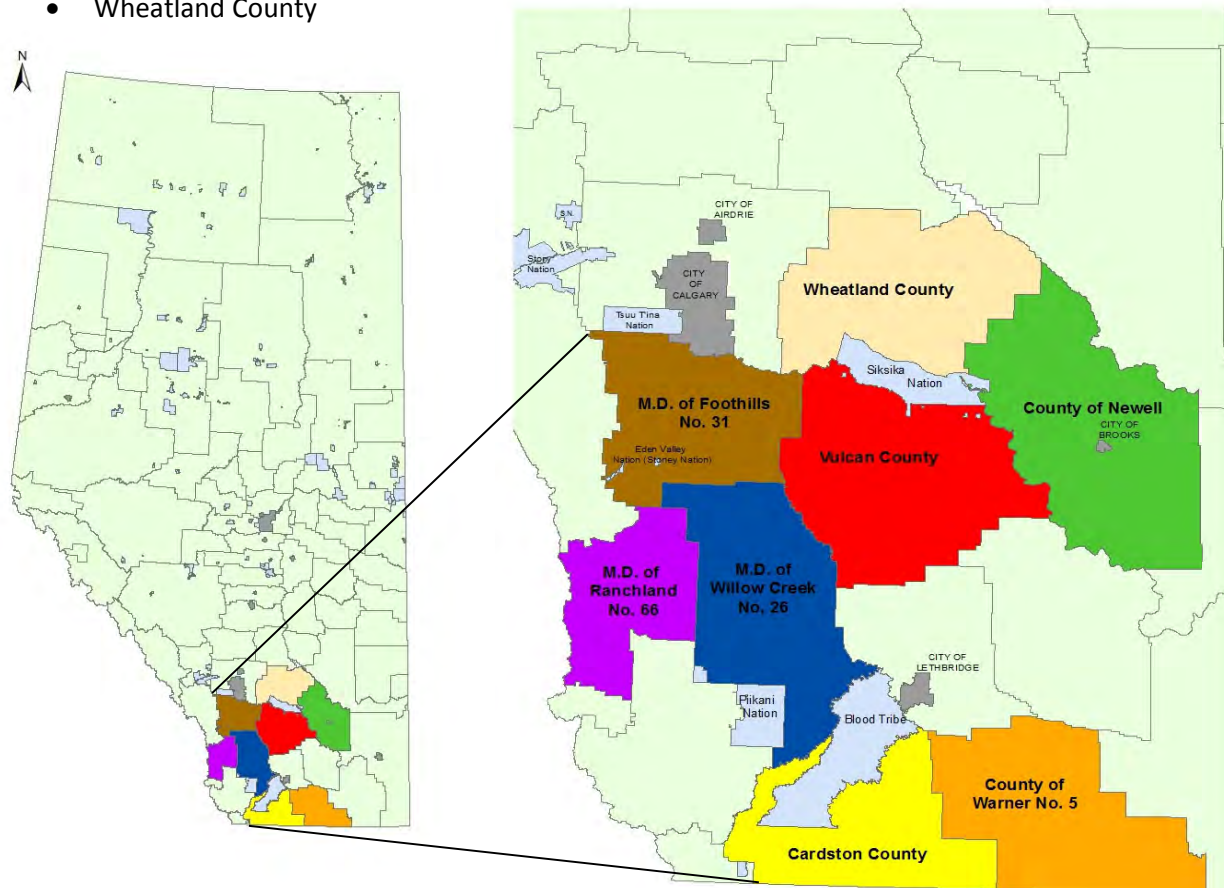 • Wheatland County
N
CITY OF
AIRDRIE
S.N.
Stony
Nation
CITY
OF
CALGARY
Wheatland County
Tsuu T'ina
Nation
Siksika
Nation
M.D. of Foothills
No. 31
County of Newell
CITY OF
BROOKS
Eden Valley
Nation (Stoney Nation)
Vulcan County
M.D. of
Ranchland
No. 66
M.D. of
Willow Creek
No. 26
CITY OF
LETHBRIDGE
Piikani
Nation
Blood Tribe
County of
Warner No. 5
Cardston County